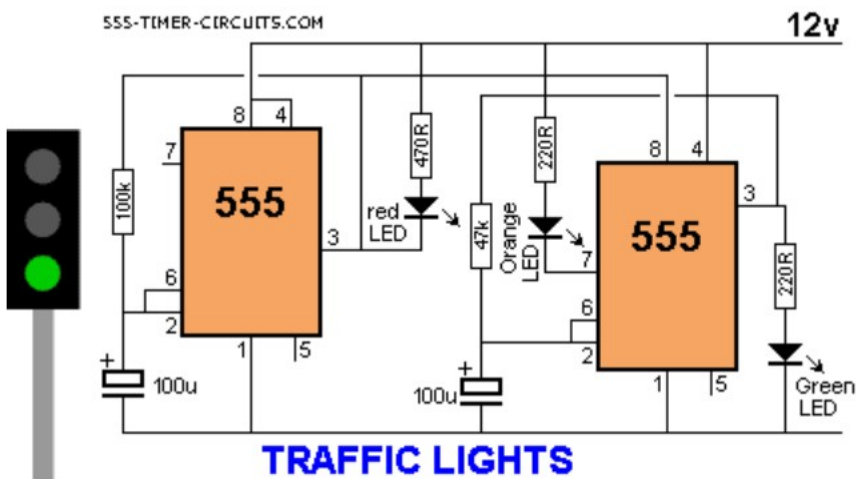 555-TIMER-CIRCUITS.COM
12v
8
4
7
100k
555
470R
red
LED
3
6
2
1
5
+
100u
47k
220R
Orange
LED
8
4
7
555
3
220R
6
2
1
5
+
100u
Green
LED
TRAFFIC LIGHTS